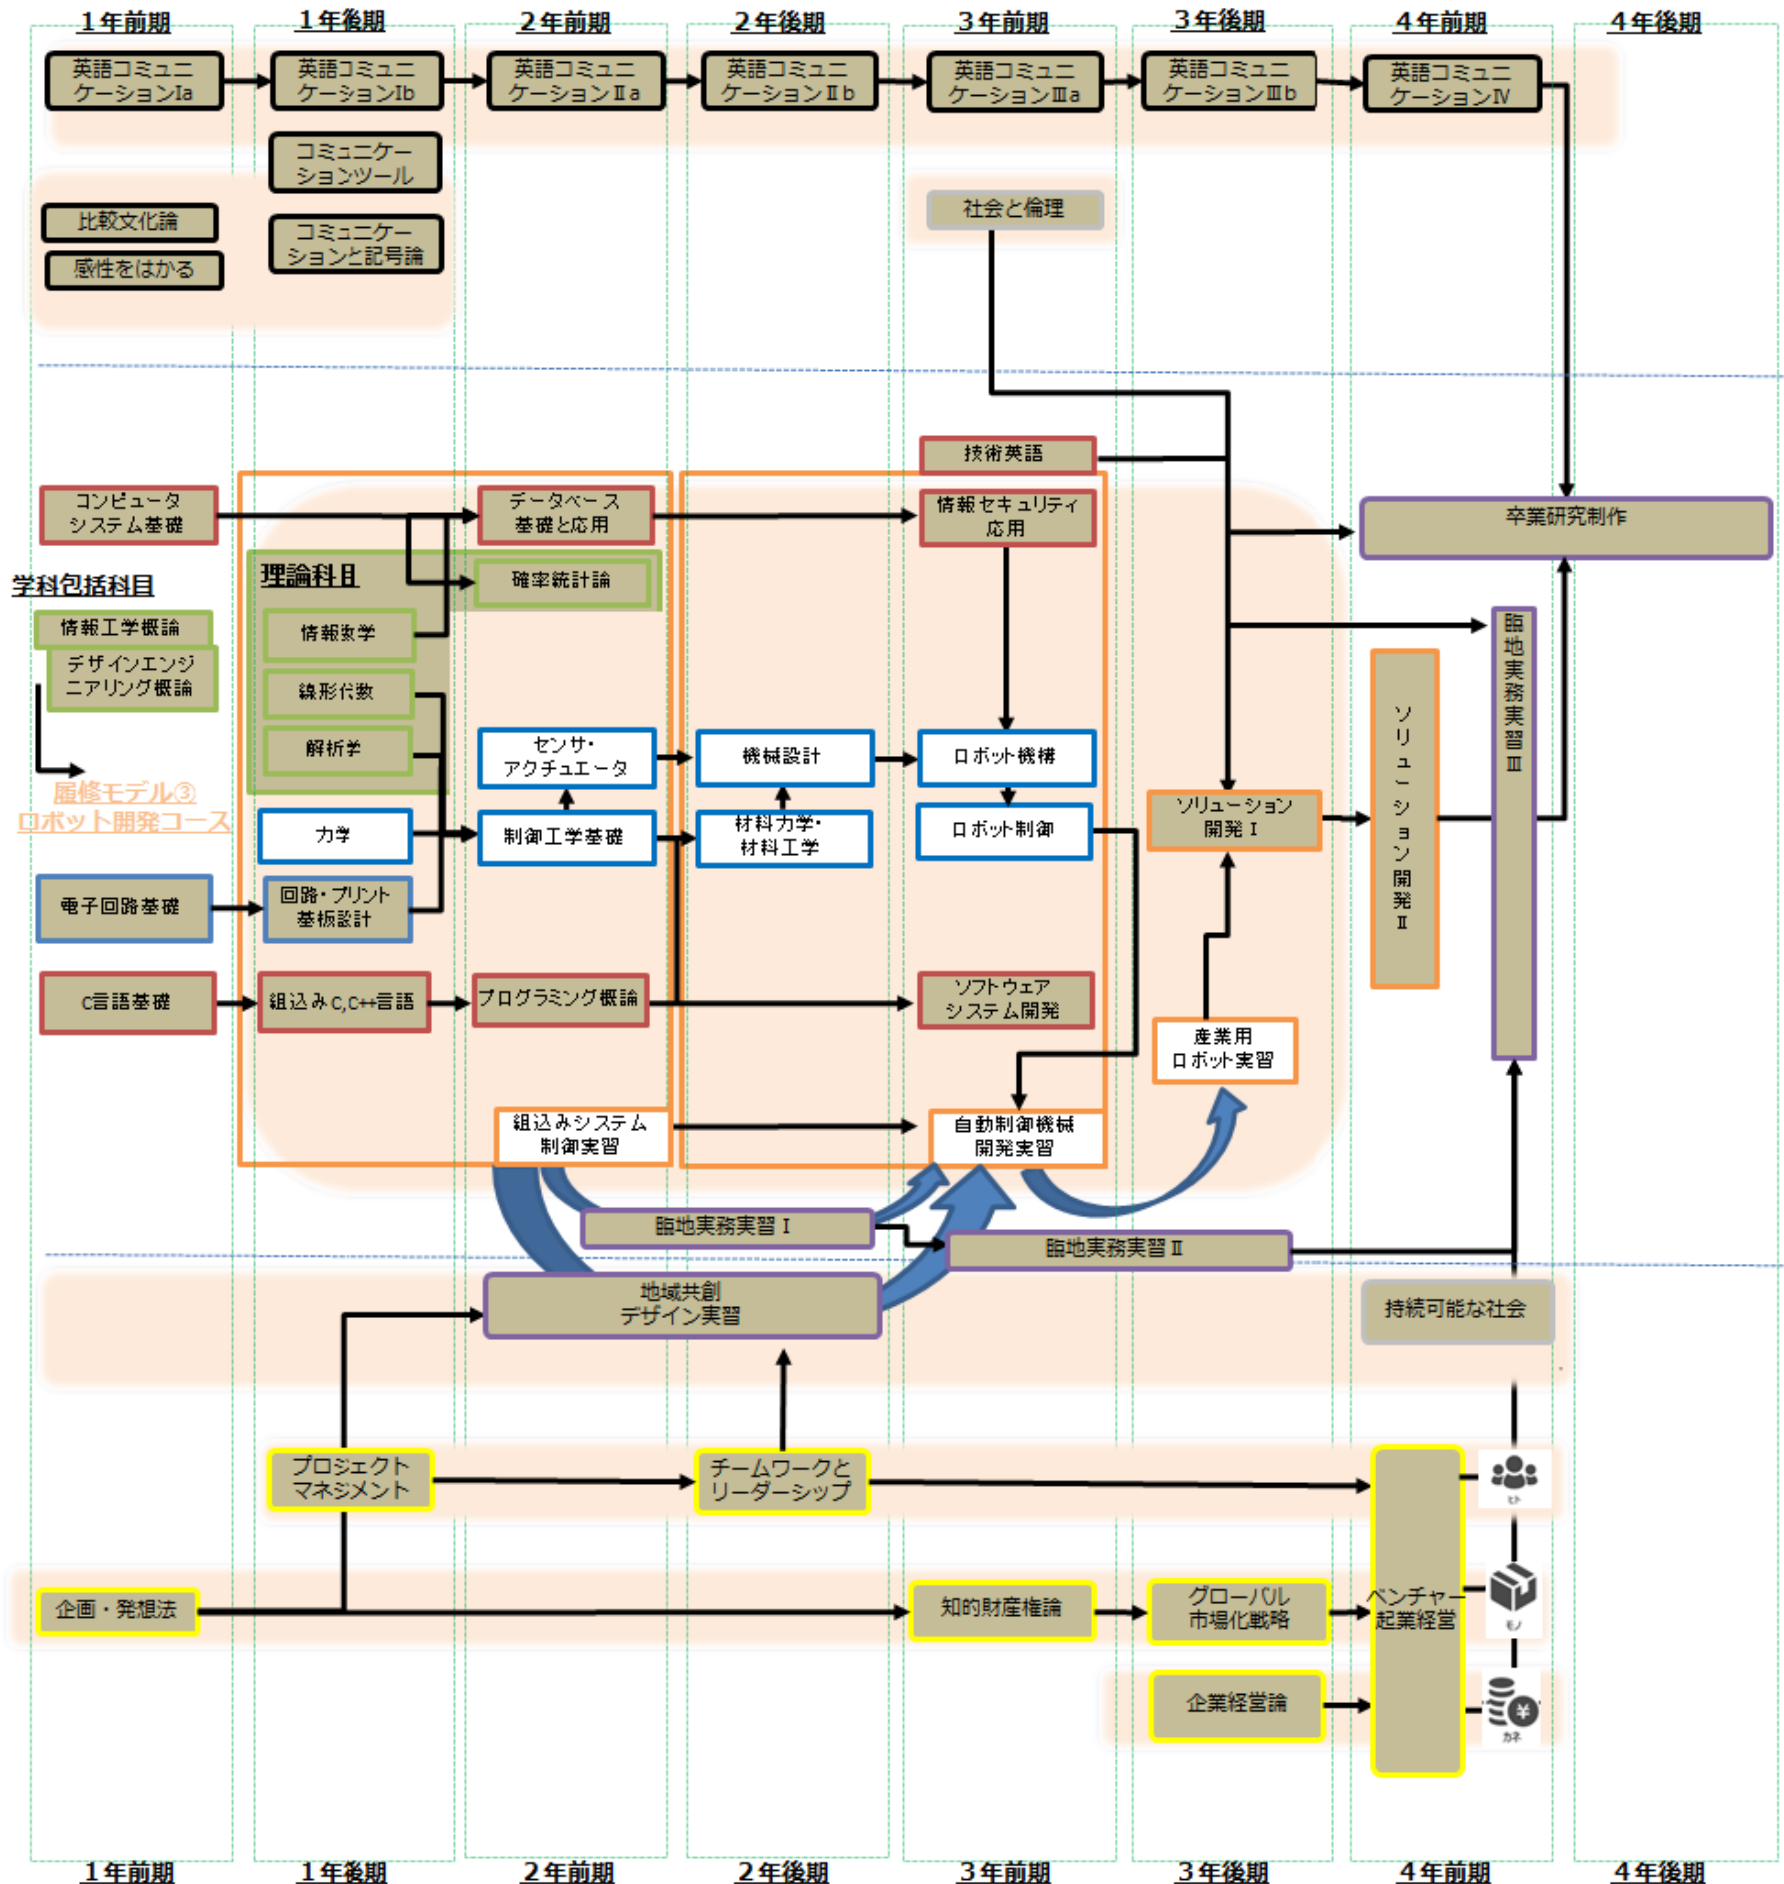 １年前期
１年後期
２年前期
２年後期
３年前期
３年後期
４年前期
４年後期
英語コミュニ
ケーションIa
英語コミュニ
ケーションIb
英語コミュニ
ケーションⅡa
英語コミュニ
ケーションⅡb
英語コミュニ
ケーションⅢa
英語コミュニ
ケーションⅢb
英語コミュニ
ケーションⅣ
コミュニケー
ションツール
比較文化論
感性をはかる
コミュニケー
ションと記号論
社会と倫理
技術英語
コンピュータ
システム基礎
データベース
基礎と応用
情報セキュリティ
応用
卒業研究制作
学科包括科目
理論科目
確率統計論
情報工学概論
デザインエンジ
ニアリング概論
情報数学
線形代数
解析学
臨地実務実習Ⅲ
ソリューション開発Ⅱ
センサ・
アクチュエータ
機械設計
ロボット機構
履修モデル③
ロボット開発コース
力学
制御工学基礎
材料力学・
材料工学
ロボット制御
ソリューション
開発Ⅰ
電子回路基礎
回路・プリント
基板設計
C言語基礎
組込みC,C++言語
プログラミング概論
ソフトウェア
システム開発
産業用
ロボット実習
組込みシステム
制御実習
自動制御機械
開発実習
臨地実務実習Ⅰ
臨地実務実習Ⅱ
地域共創
デザイン実習
持続可能な社会
プロジェクト
マネジメント
チームワークと
リーダーシップ
ヒト
企画・発想法
知的財産権論
グローバル
市場化戦略
ベンチャー
起業経営
モノ
企業経営論
¥
カネ
１年前期
１年後期
２年前期
２年後期
３年前期
３年後期
４年前期
４年後期